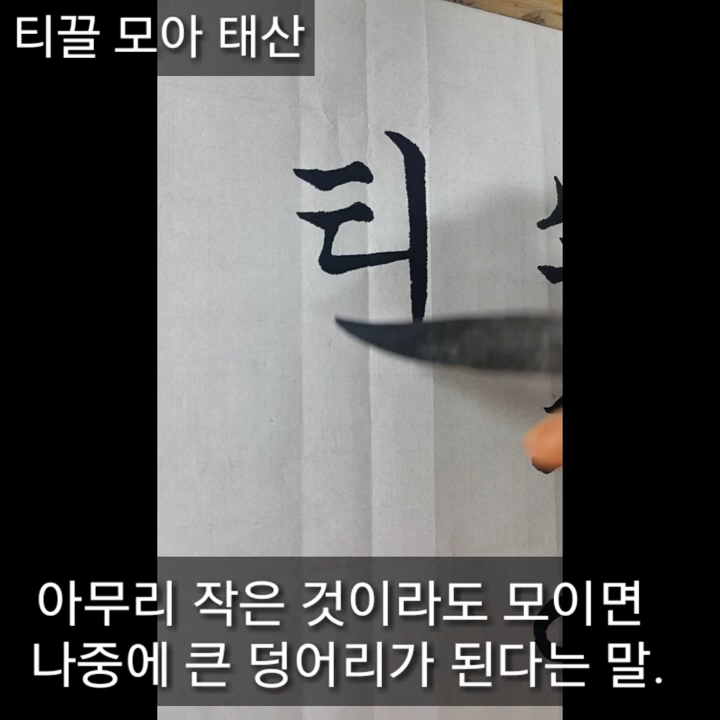 티끌 모아 태산
티
아무리 작은 것이라도 모이면
나중에 큰 덩어리가 된다는 말.